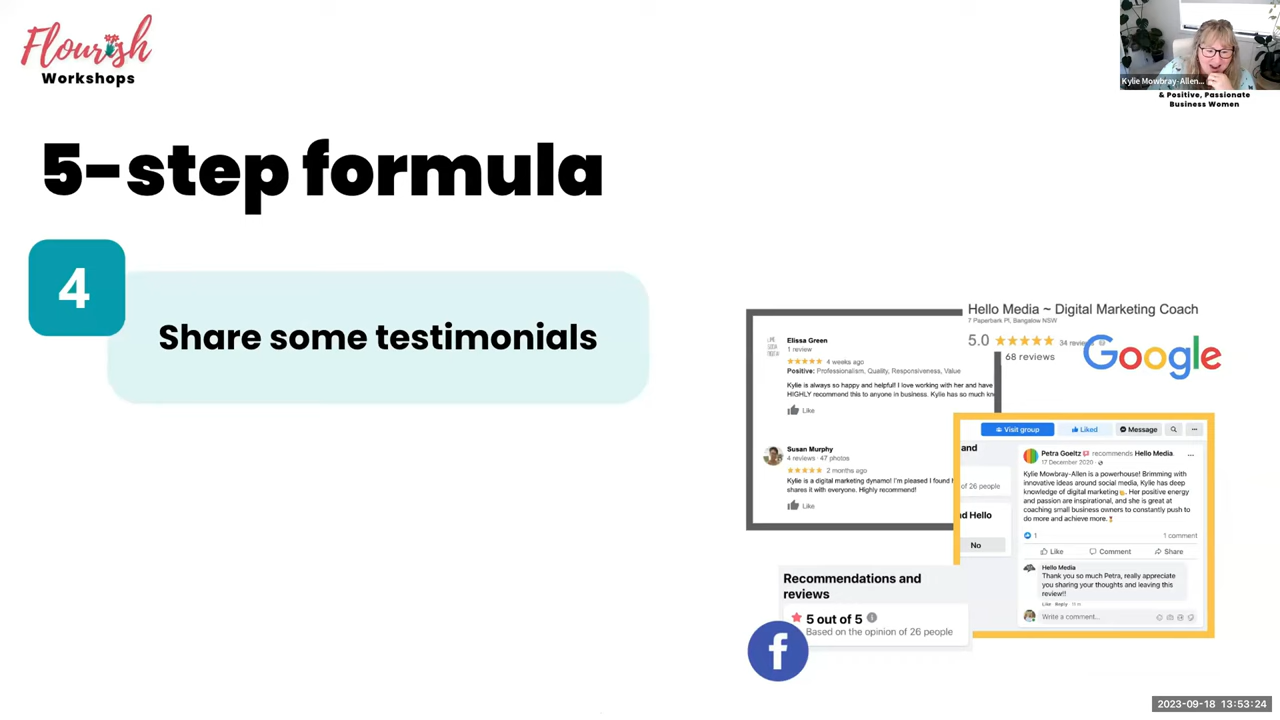 Flourish
Workshops
Kylie Mowbray-Allen...
& Positive, Passionate
Business Women
5-step formula
4
Share some testimonials
Hello Media ~ Digital Marketing Coach
7 Paperbark Pl, Bangalow NSW
5.0
34 reviews
68 reviews
Google
Elissa Green
1 review
4 weeks ago
Positive: Professionalism, Quality, Responsiveness, Value
Kylie is always so happy and helpful! I love working with her and have
HIGHLY recommend this to anyone in business. Kylie has so much kn
Like
Susan Murphy
4 reviews · 47 photos
2 months ago
Kylie is a digital marketing dynamo! I'm pleased I found h
shares it with everyone. Highly recommend!
Like
Visit group
Liked
Message
and
of 26 people
nd Hello
No
Petra Goeltz recommends Hello Media.
17 December 2020 ·
Kylie Mowbray-Allen is a powerhouse! Brimming with
innovative ideas around social media, Kylie has deep
knowledge of digital marketing. Her positive energy
and passion are inspirational, and she is great at
coaching small business owners to constantly push to
do more and achieve more.
1
1 comment
Like Comment Share
Hello Media
Thank you so much Petra, really appreciate
you sharing your thoughts and leaving this
review!!
Like · Reply ·
Write a comment...
Recommendations and
reviews
5 out of 5
Based on the opinion of 26 people
f
2023-09-18 13:53:24